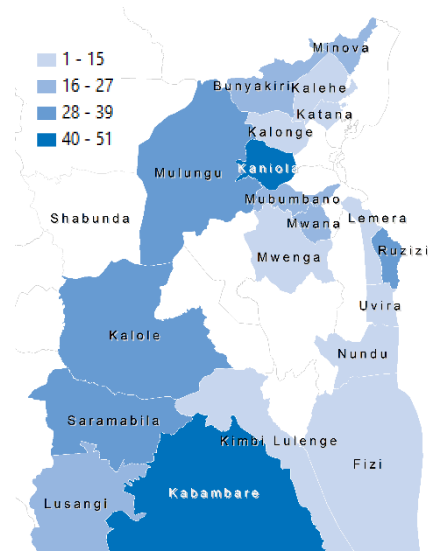 Minova
1 - 15
16 - 27
28 - 39
40 - 51
Bunyakiri
Kalehe
Katana
Kalonge
Kaniola
Mulungu
Mubumbano
Shabunda
Mwana
Lemera
Mwenga
Ruzizi
Uvira
Kalole
Nundu
Saramabila
Kimbi Lulenge
Fizi
Kabambare
Lusangi